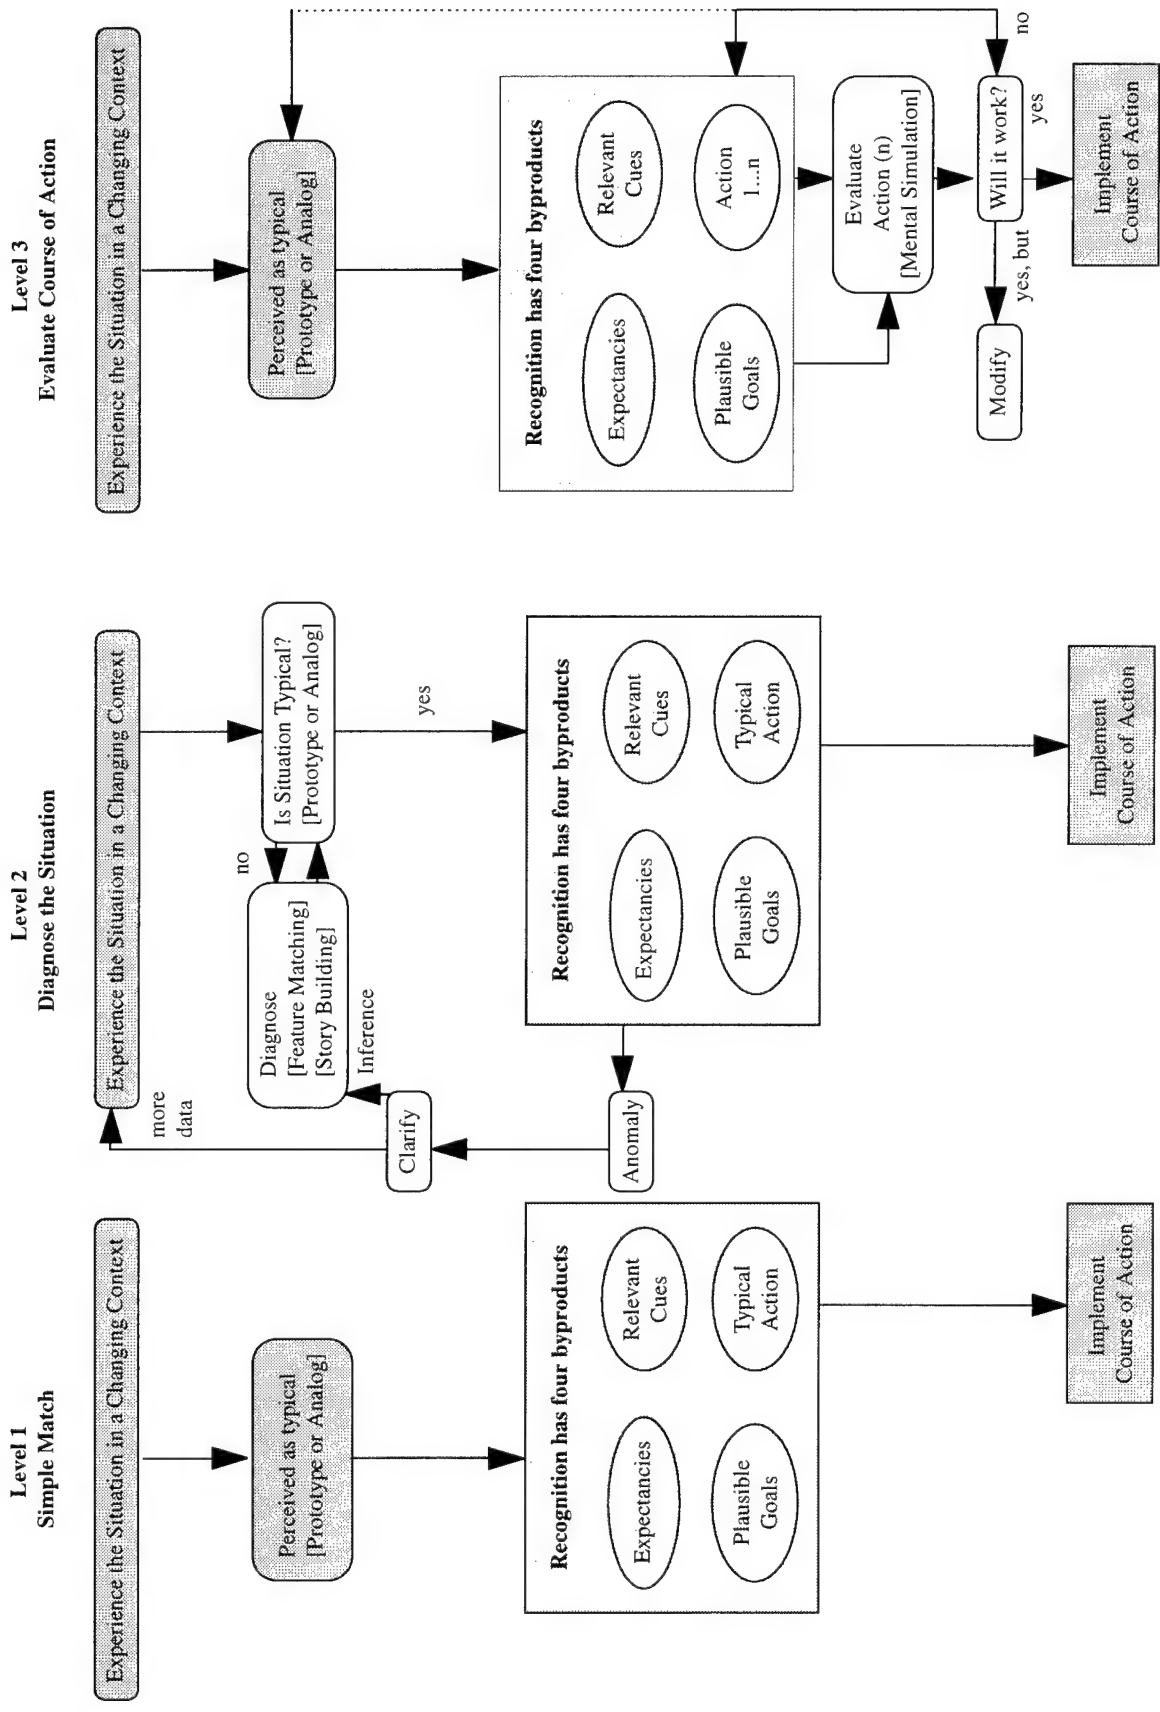 Level 1
Simple Match
Experience the Situation in a Changing Context
Perceived as typical
[Prototype or Analog]
Recognition has four byproducts
Expectancies
Relevant
Cues
Plausible
Goals
Typical
Action
Implement
Course of Action
Level 2
Diagnose the Situation
Experience the Situation in a Changing Context
more
data
Diagnose
[Feature Matching]
[Story Building]
no
Is Situation Typical?
[Prototype or Analog]
Inference
Clarify
yes
Anomaly
Recognition has four byproducts
Expectancies
Relevant
Cues
Plausible
Goals
Typical
Action
Implement
Course of Action
Level 3
Evaluate Course of Action
Experience the Situation in a Changing Context
Perceived as typical
[Prototype or Analog]
Recognition has four byproducts
Expectancies
Relevant
Cues
Plausible
Goals
Action
1...n
Evaluate
Action (n)
[Mental Simulation]
Modify
yes, but
Will it work?
no
yes
Implement
Course of Action